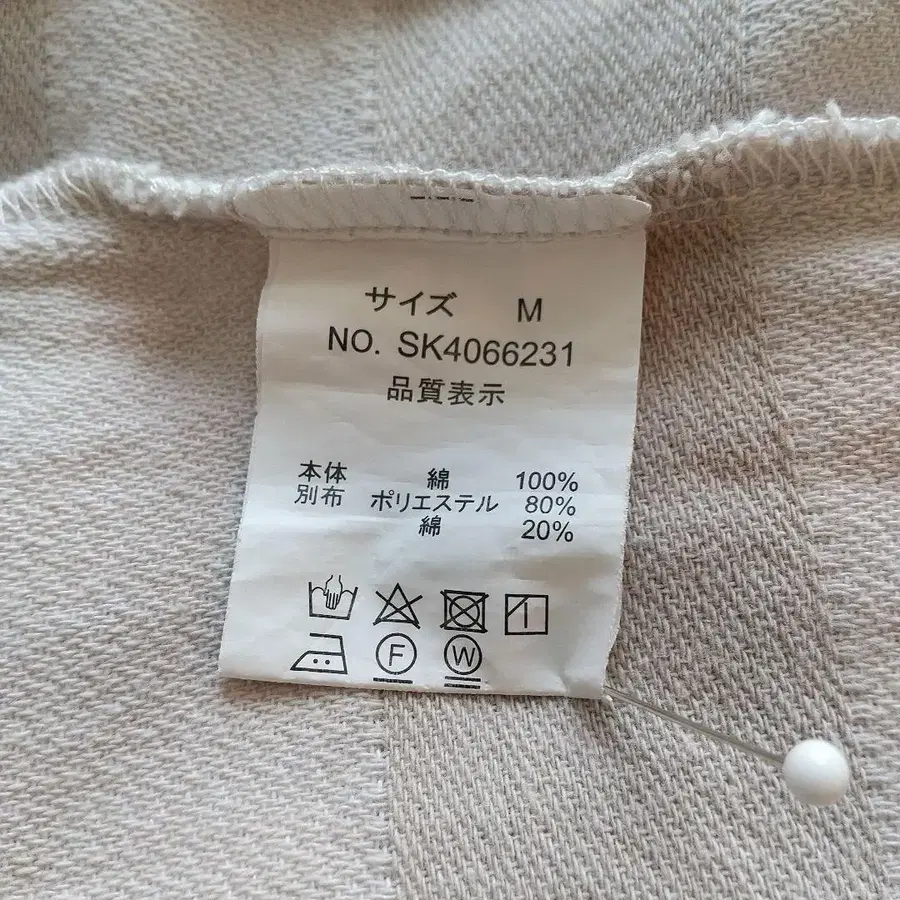 サイズ M
NO. SK4066231
品質表示
本体 綿 100%
別布 ポリエステル 80%
綿 20%
F W